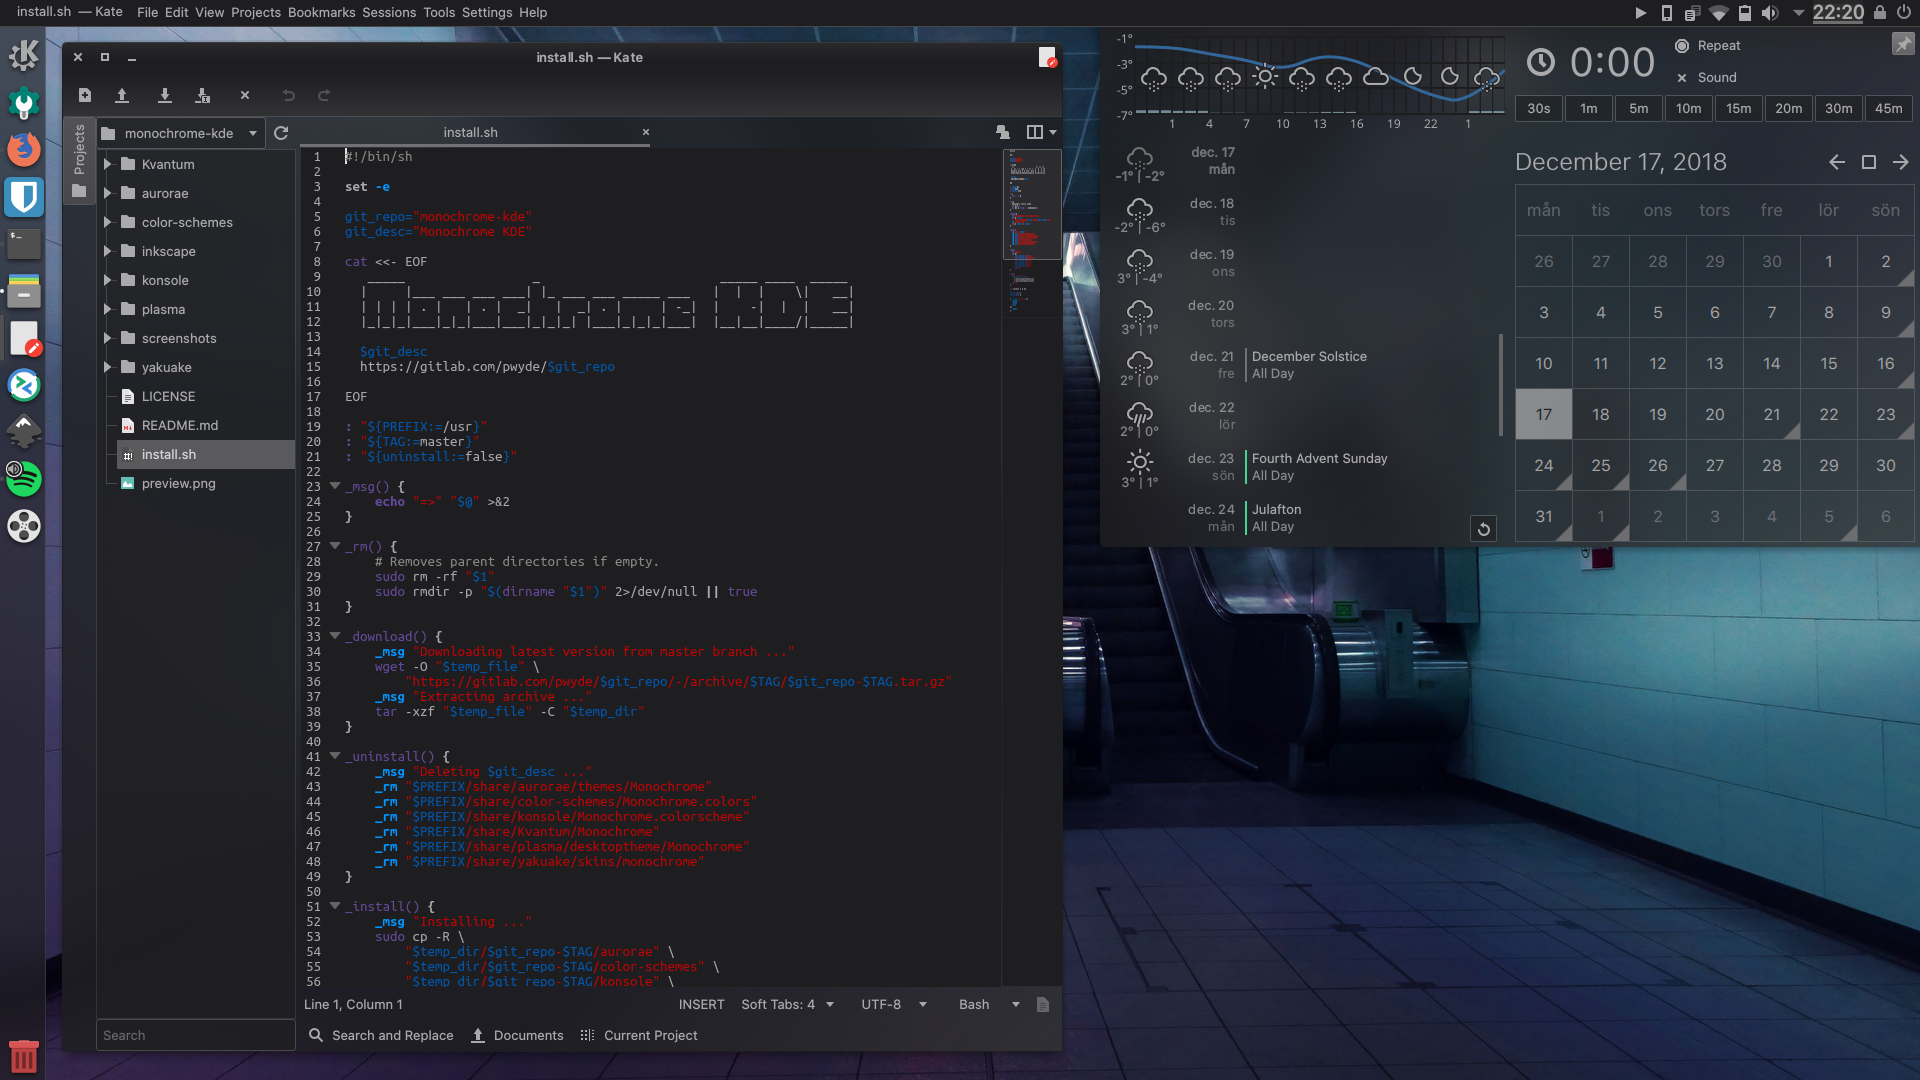 install.sh — Kate File Edit View Projects Bookmarks Sessions Tools Settings Help
22:20
install.sh — Kate
Projects
monochrome-kde
install.sh
Kvantum
aurorae
color-schemes
inkscape
konsole
plasma
screenshots
yakuake
LICENSE
README.md
install.sh
preview.png
Search
1 #!/bin/sh
2
3 set -e
4
5 git_repo="monochrome-kde"
6 git_desc="Monochrome KDE"
7
8 cat <<- EOF
9
10
11
12
13
14 $git_desc
15 https://gitlab.com/pwyde/$git_repo
16
17 EOF
18
19 : "${PREFIX:=/usr}"
20 : "${TAG:=master}"
21 : "${uninstall:=false}"
22
23 _msg() {
24 echo "=>" "$@" >&2
25 }
26
27 _rm() {
28 # Removes parent directories if empty.
29 sudo rm -rf "$1"
30 sudo rmdir -p "$(dirname "$1")" 2>/dev/null || true
31 }
32
33 _download() {
34 _msg "Downloading latest version from master branch ..."
35 wget -O "$temp_file" \
36 "https://gitlab.com/pwyde/$git_repo/-/archive/$TAG/$git_repo-$TAG.tar.gz"
37 _msg "Extracting archive ..."
38 tar -xzf "$temp_file" -C "$temp_dir"
39 }
40
41 _uninstall() {
42 _msg "Deleting $git_desc ..."
43 _rm "$PREFIX/share/aurorae/themes/Monochrome"
44 _rm "$PREFIX/share/color-schemes/Monochrome.colors"
45 _rm "$PREFIX/share/konsole/Monochrome.colorscheme"
46 _rm "$PREFIX/share/Kvantum/Monochrome"
47 _rm "$PREFIX/share/plasma/desktoptheme/Monochrome"
48 _rm "$PREFIX/share/yakuake/skins/monochrome"
49 }
50
51 _install() {
52 _msg "Installing ..."
53 sudo cp -R \
54 "$temp_dir/$git_repo-$TAG/aurorae" \
55 "$temp_dir/$git_repo-$TAG/color-schemes" \
56 "$temp_dir/$git_repo-$TAG/konsole" \
Line 1, Column 1 INSERT Soft Tabs: 4 UTF-8 Bash
Search and Replace Documents Current Project
-1°
-3°
-5°
-7°
1 4 7 10 13 16 19 22 1
dec. 17
-1°|-2° mån
dec. 18
-2°|-6° tis
dec. 19
3°|-4° ons
dec. 20
3°|1° tors
dec. 21 December Solstice
2°|0° fre All Day
dec. 22
2°|0° lör
dec. 23 Fourth Advent Sunday
3°|1° sön All Day
dec. 24 Julafton
mån All Day
0:00
Repeat
Sound
30s 1m 5m 10m 15m 20m 30m 45m
December 17, 2018
mån tis ons tors fre lör sön
26 27 28 29 30 1 2
3 4 5 6 7 8 9
10 11 12 13 14 15 16
17 18 19 20 21 22 23
24 25 26 27 28 29 30
31 1 2 3 4 5 6